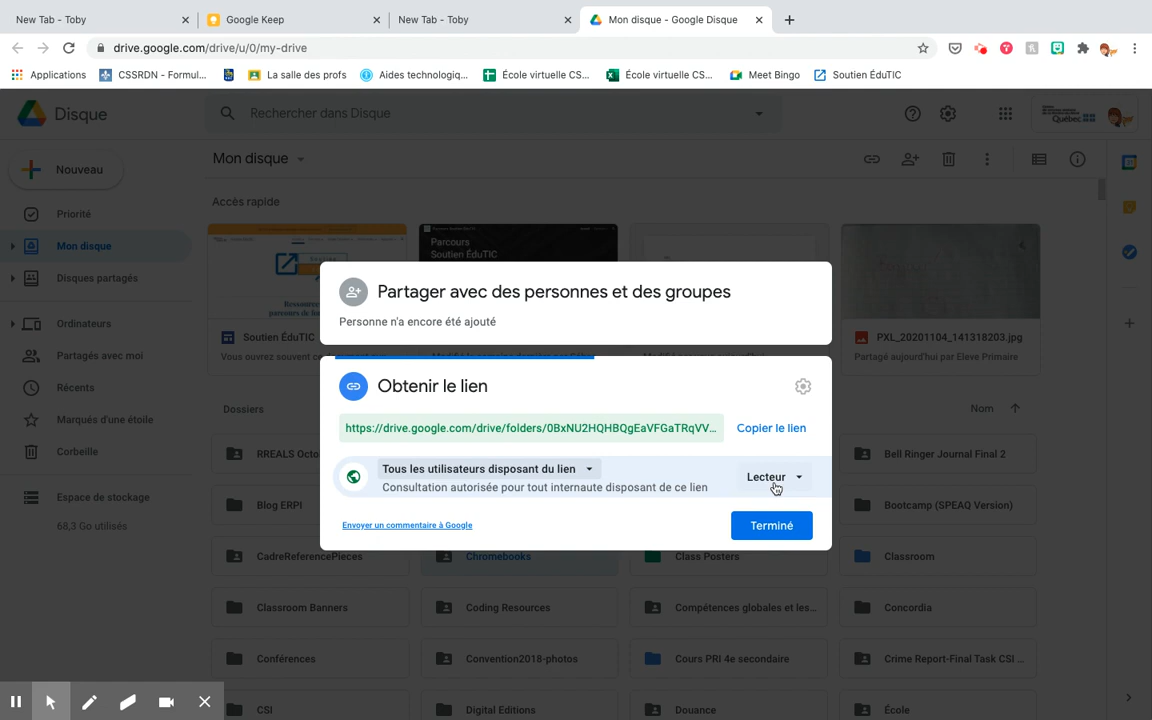 New Tab - Toby
Google Keep
New Tab - Toby
Mon disque - Google Disque
drive.google.com/drive/u/0/my-drive
Applications
CSSRDN - Formul...
La salle des profs
Aides technologiq...
École virtuelle CS...
École virtuelle CS...
Meet Bingo
Soutien ÉduTIC
Disque
Rechercher dans Disque
Québec
Nouveau
Mon disque
Accès rapide
Priorité
Mon disque
Disques partagés
Ordinateurs
Partagés avec moi
Récents
Marqués d'une étoile
Corbeille
Espace de stockage
68,3 Go utilisés
Parcours
Soutien ÉduTIC
Soutien ÉduTIC
PXL_20201104_141318203.jpg
Partagé aujourd'hui par Eleve Primaire
Partager avec des personnes et des groupes
Personne n'a encore été ajouté
Obtenir le lien
https://drive.google.com/drive/folders/0BxNU2HQHBQgEaVFGaTRqVV...
Copier le lien
Tous les utilisateurs disposant du lien
Consultation autorisée pour tout internaute disposant de ce lien
Lecteur
Envoyer un commentaire à Google
Terminé
Dossiers
Nom
RREALS Octo
Bell Ringer Journal Final 2
Blog ERPI
Bootcamp (SPEAQ Version)
CadreReferencePieces
Chromebooks
Class Posters
Classroom
Classroom Banners
Coding Resources
Compétences globales et les...
Concordia
Conférences
Convention2018-photos
Cours PRI 4e secondaire
Crime Report-Final Task CSI ...
CSI
Digital Editions
Douance
École